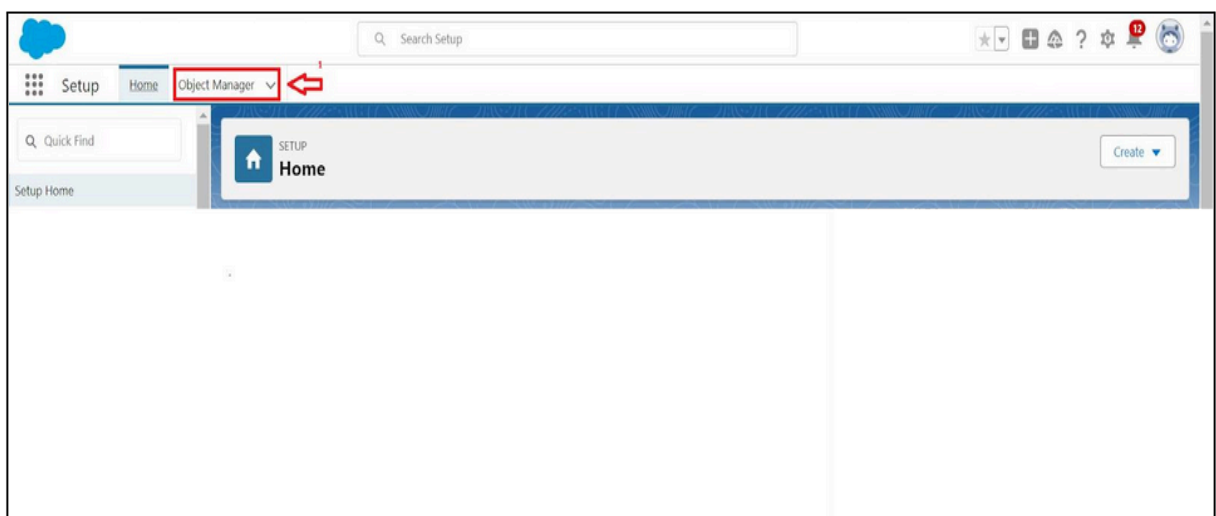 Search Setup
12
Setup Home Object Manager
1
Quick Find
SETUP
Home
Create
Setup Home